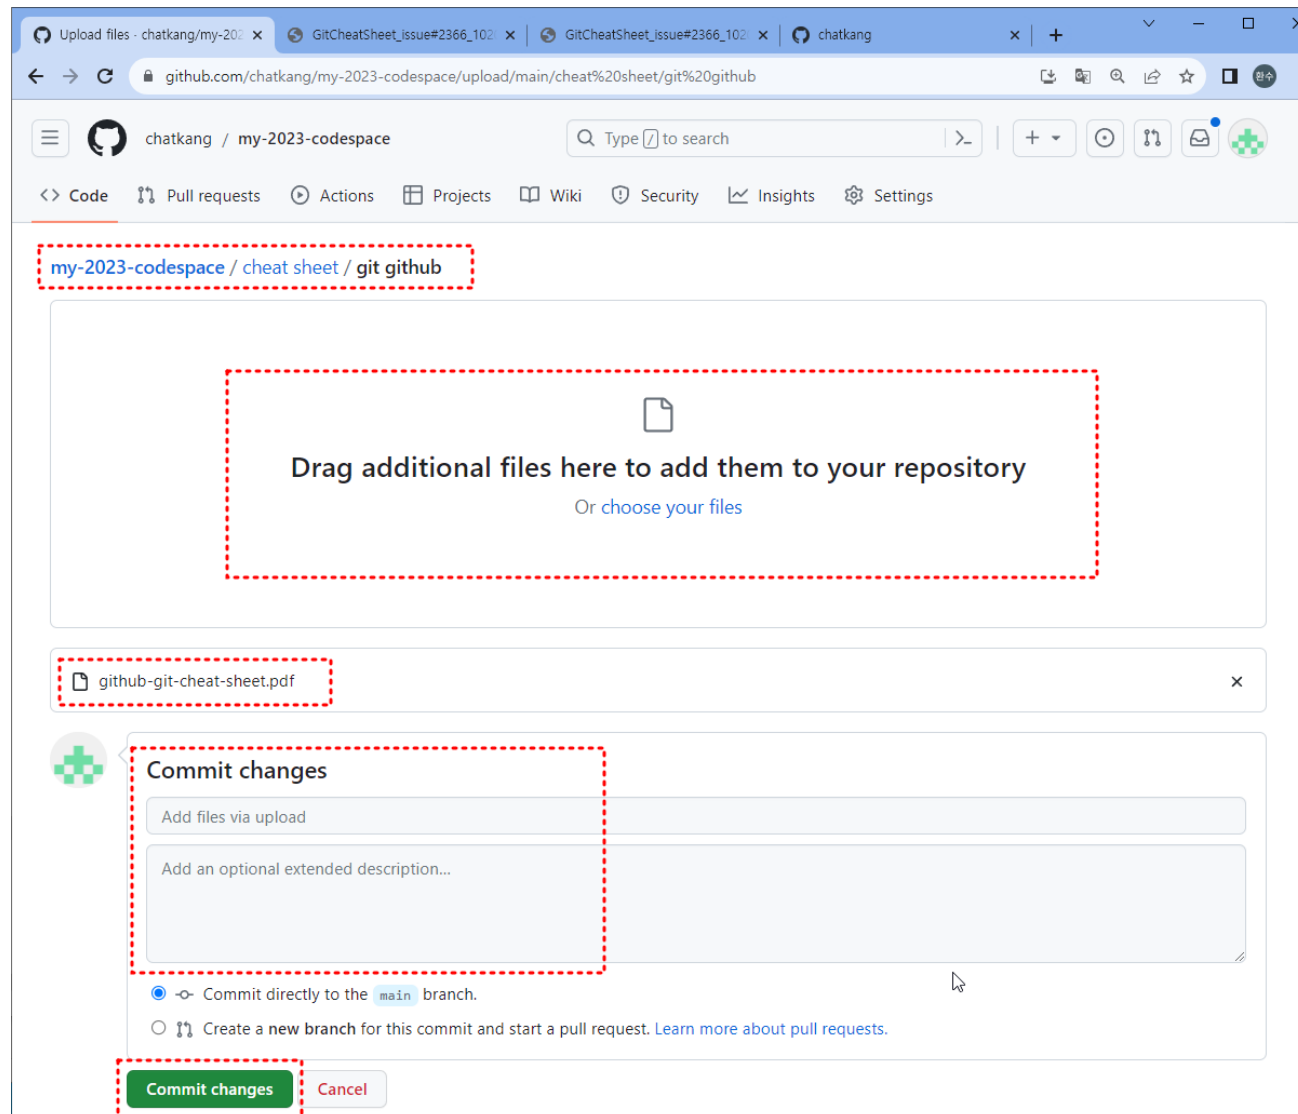 Upload files - chatkang/my-202
GitCheatSheet_issue#2366_102
GitCheatSheet_issue#2366_102
chatkang
github.com/chatkang/my-2023-codespace/upload/main/cheat%20sheet/git%20github
한수
chatkang / my-2023-codespace
Type / to search
Code
Pull requests
Actions
Projects
Wiki
Security
Insights
Settings
my-2023-codespace / cheat sheet / git github
Drag additional files here to add them to your repository
Or choose your files
github-git-cheat-sheet.pdf
Commit changes
Add files via upload
Add an optional extended description...
Commit directly to the main branch.
Create a new branch for this commit and start a pull request. Learn more about pull requests.
Commit changes
Cancel